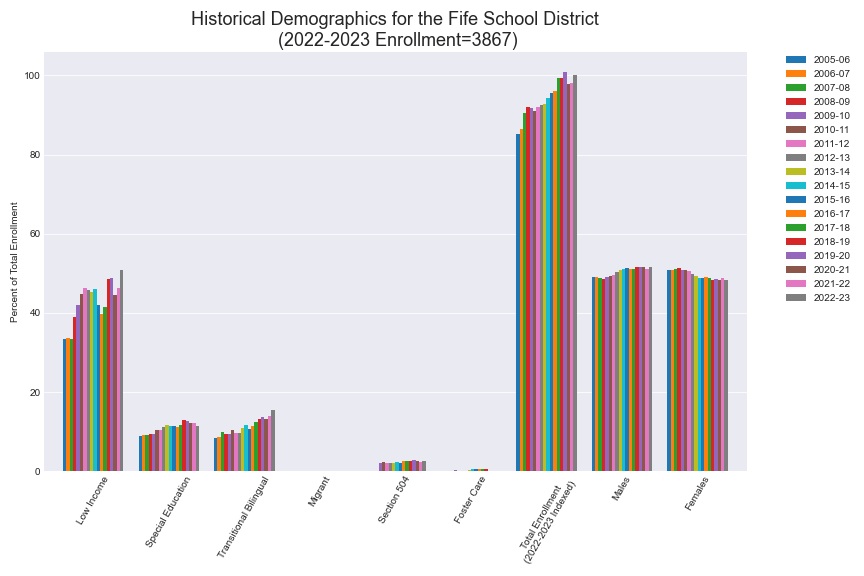 Historical Demographics for the Fife School District
(2022-2023 Enrollment=3867)
Percent of Total Enrollment
100
80
60
40
20
0
Low Income
Special Education
Transitional Bilingual
Migrant
Section 504
Foster Care
Total Enrollment
(2022-2023 Indexed)
Males
Females
2005-06
2006-07
2007-08
2008-09
2009-10
2010-11
2011-12
2012-13
2013-14
2014-15
2015-16
2016-17
2017-18
2018-19
2019-20
2020-21
2021-22
2022-23